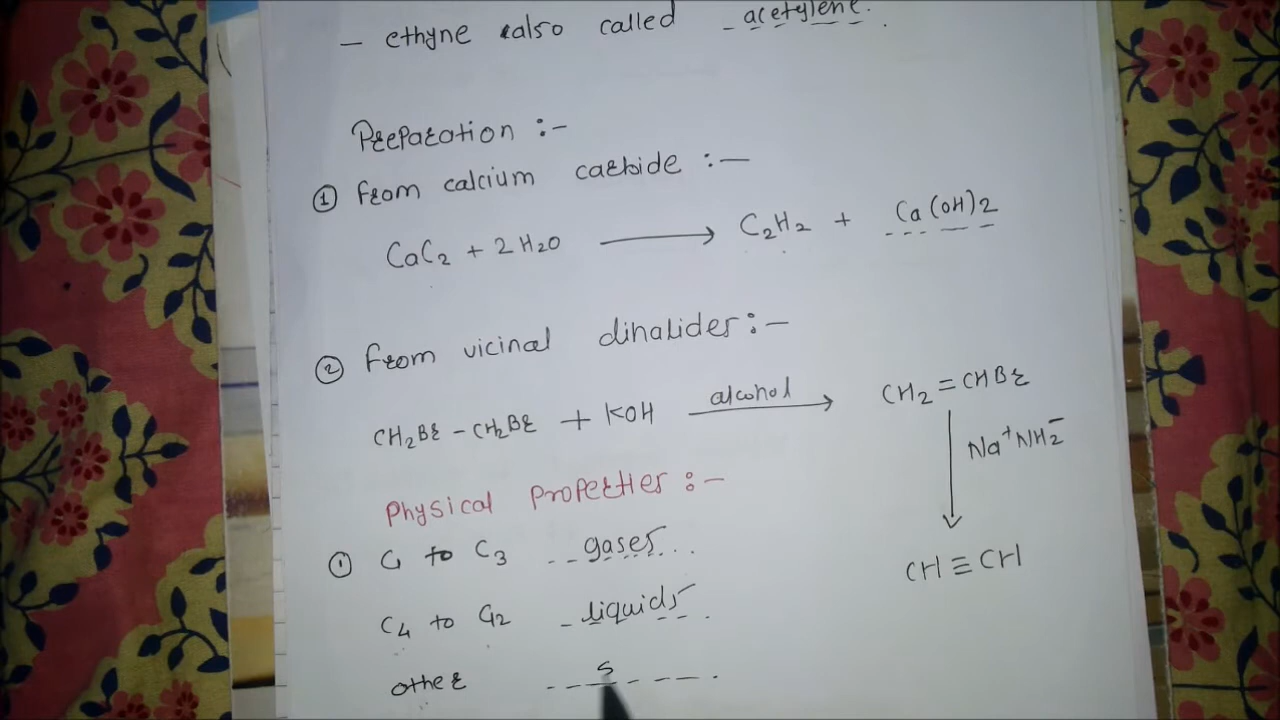 – ethyne also called acetylene.
Preparation :–
① from calcium carbide :–
CaC₂ + 2H₂O ⟶ C₂H₂ + Ca(OH)2
② from vicinal dihalides :–
CH₂Br – CH₂Br + KOH alcohol ⟶ CH₂ = CHBr
Na⁺NH₂⁻
CH ≡ CH
Physical Properties :–
① C₁ to C₃ gases
C₄ to C₁₂ liquids
other s